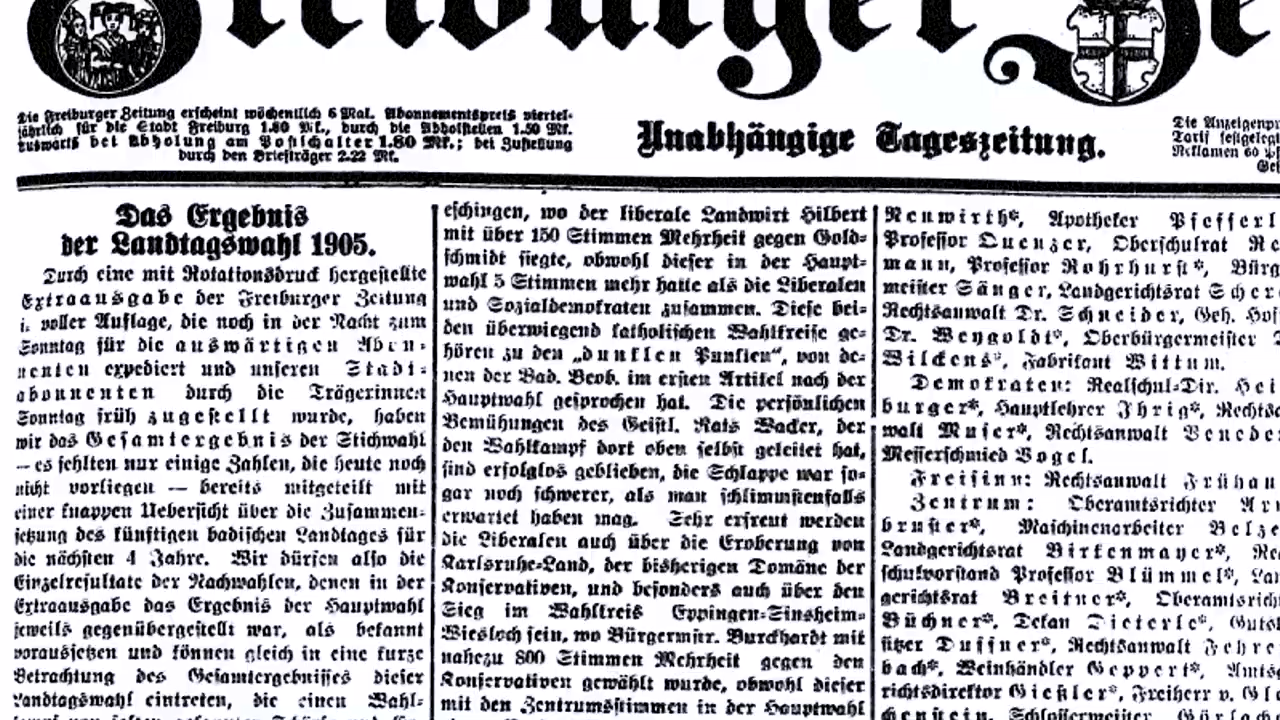 Freiburger Ze
Die Freiburger Zeitung erscheint wöchentlich 6 Mal. Abonnementspreis viertel-
jährlich für die Stadt Freiburg 1.80 Mk., durch die Abholstellen 1.50 Mk.
auswärts bei Abholung am Postschalter 1.80 Mk.; bei Zustellung
durch den Briefträger 2.22 Mk.
Unabhängige Tageszeitung.
Die Anzeigenpr
Tarif festgelegt
Reklamen 60 Pf
Das Ergebnis
der Landtagswahl 1905.
Durch eine mit Rotationsdruck hergestellte
Extraausgabe der Freiburger Zeitung
in voller Auflage, die noch in der Nacht zum
Sonntag für die auswärtigen Abon-
nenten expediert und unseren Stadt-
abonnenten durch die Trägerinnen
Sonntag früh zugestellt wurde, haben
wir das Gesamtergebnis der Stichwahl
— es fehlten nur einige Zahlen, die heute noch
nicht vorliegen — bereits mitgeteilt mit
einer knappen Uebersicht über die Zusammen-
setzung des künftigen badischen Landtages für
die nächsten 4 Jahre. Wir dürfen also die
Einzelresultate der Nachwahlen, denen in der
Extraausgabe das Ergebnis der Hauptwahl
jeweils gegenübergestellt war, als bekannt
voraussetzen und können gleich in eine kurze
Betrachtung des Gesamtergebnisses dieser
Landtagswahl eintreten, die einen Wahl-
eschingen, wo der liberale Landwirt Hilbert
mit über 150 Stimmen Mehrheit gegen Gold-
schmidt siegte, obwohl dieser in der Haupt-
wahl 5 Stimmen mehr hatte als die Liberalen
und Sozialdemokraten zusammen. Diese bei-
den überwiegend katholischen Wahlkreise ge-
hören zu den „dunklen Punkten“, von de-
nen der Bad. Beob. im ersten Artikel nach der
Hauptwahl gesprochen hat. Die persönlichen
Bemühungen des Geistl. Rats Wacker, der
den Wahlkampf dort oben selbst geleitet hat,
sind erfolglos geblieben, die Schlappe war so-
gar noch schwerer, als man schlimmstenfalls
erwartet haben mag. Sehr erfreut werden
die Liberalen auch über die Eroberung von
Karlsruhe-Land, der bisherigen Domäne der
Konservativen, und besonders auch über den
Sieg im Wahlkreis Eppingen-Sinsheim-
Wiesloch sein, wo Bürgermstr. Burckhardt mit
nahezu 800 Stimmen Mehrheit gegen den
Konservativen gewählt wurde, obwohl dieser
mit den Zentrumsstimmen in der Hauptwahl
Neuwirth*, Apotheker Pfefferl
Professor Quenzer, Oberschulrat Re
mann, Professor Rohrhurst*, Bürg
meister Sänger, Landgerichtsrat Scher
Rechtsanwalt Dr. Schneider, Geh. Hof
Dr. Weygoldt*, Oberbürgermeister
Wilckens*, Fabrikant Wittum.
Demokraten: Realschul-Dir. Hei
burger*, Hauptlehrer Ihrig*, Rechts
walt Muser*, Rechtsanwalt Venede
Messerschmied Vogel.
Freisinn: Rechtsanwalt Frühau
Zentrum: Oberamtsrichter Ar
bruster*, Maschinenarbeiter Belze
Landgerichtsrat Birkenmayer*, Re
schulvorstand Professor Blümmel*, Lan
gerichtsrat Breitner*, Oberamtsrich
Büchner*, Dekan Dieterle*, Guts
sitzer Duffner*, Rechtsanwalt Fehre
bach*, Weinhändler Geppert*, Amts
richtsdirektor Gießler*, Freiherr v. Gl
Schlossermeister